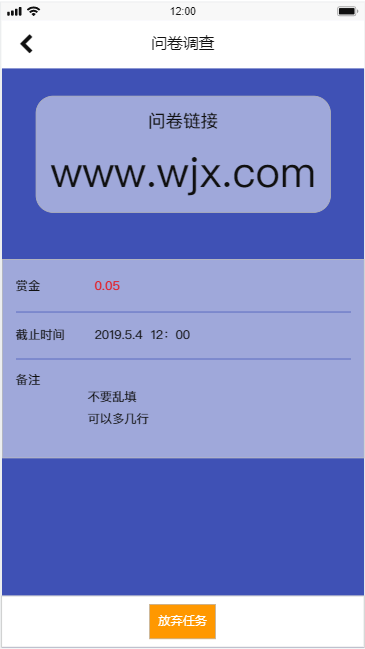 12:00
问卷调查
问卷链接
www.wjx.com
赏金 0.05
截止时间 2019.5.4 12：00
备注
不要乱填
可以多几行
放弃任务